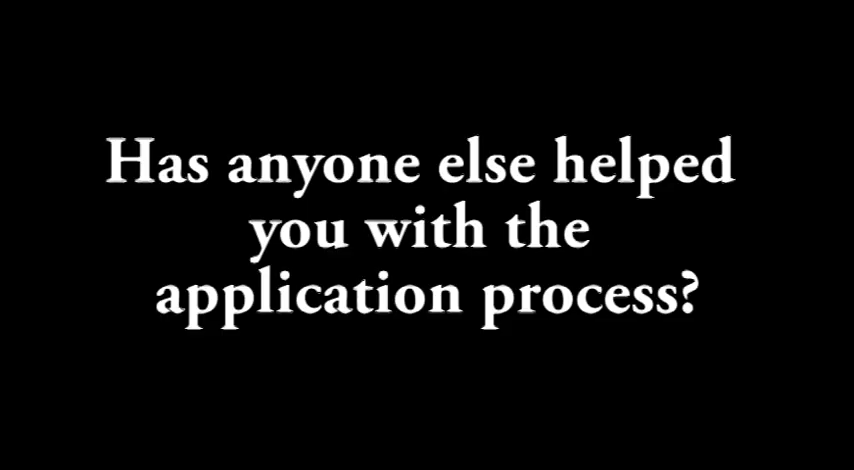 Has anyone else helped
you with the
application process?